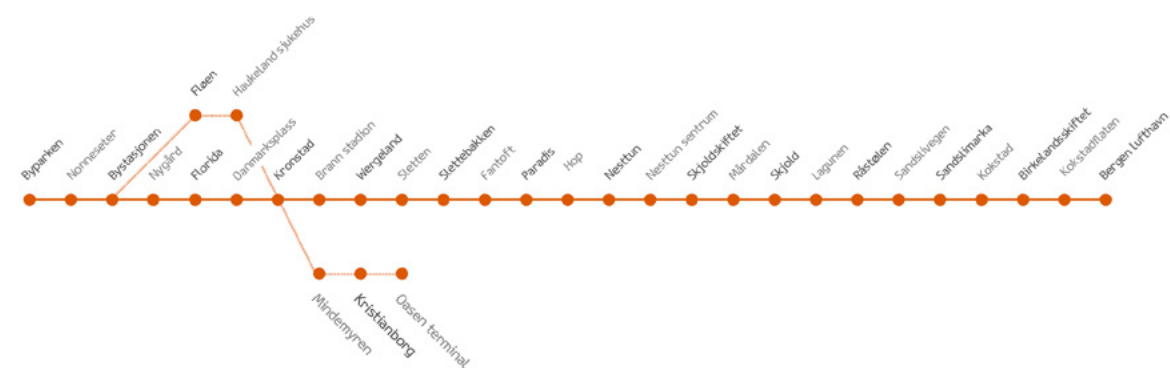 Fløen
Haukeland sjukehus
Byparken
Nonneseter
Bystasjonen
Nygård
Florida
Danmarksplass
Kronstad
Brann stadion
Wergeland
Sletten
Slettebakken
Fantoft
Paradis
Hop
Nesttun
Nesttun sentrum
Skjoldskiftet
Mårdalen
Skjold
Lagunen
Råstølen
Sandslivegen
Sandslimarka
Kokstad
Birkelandsskiftet
Kokstadflaten
Bergen lufthavn
Mindemyren
Kristianborg
Oasen terminal